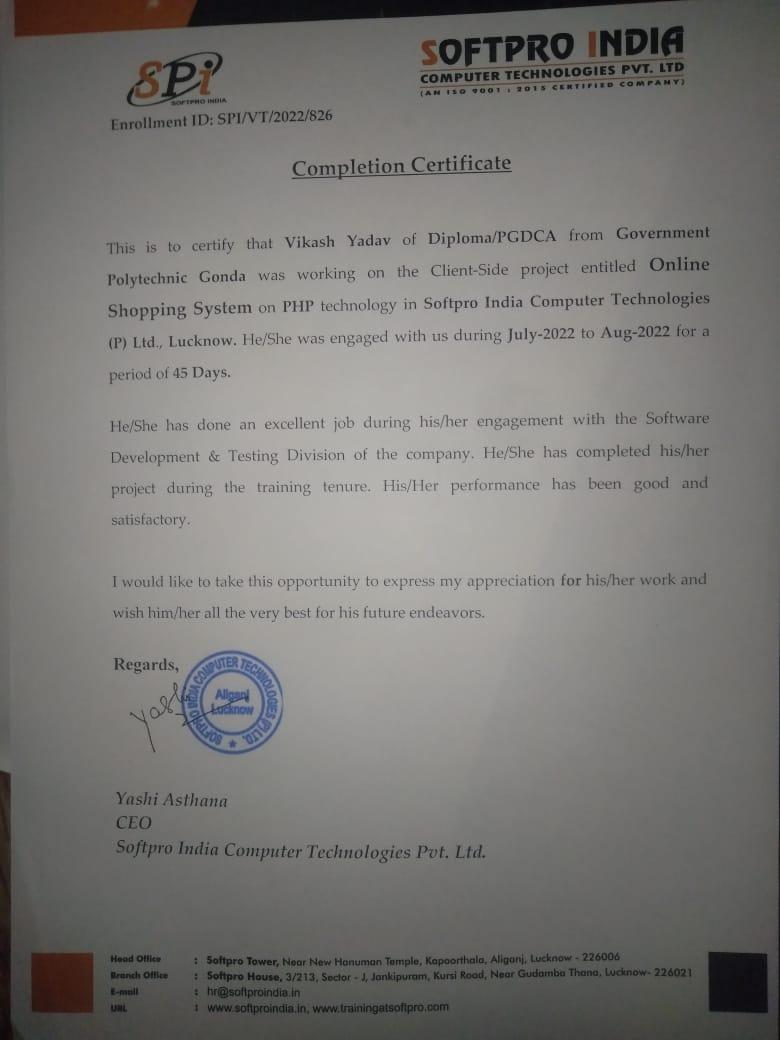 SPi
SOFTPRO INDIA
SOFTPRO INDIA
COMPUTER TECHNOLOGIES PVT. LTD
(AN ISO 9001 : 2015 CERTIFIED COMPANY)
Enrollment ID: SPI/VT/2022/826
Completion Certificate
This is to certify that Vikash Yadav of Diploma/PGDCA from Government
Polytechnic Gonda was working on the Client-Side project entitled Online
Shopping System on PHP technology in Softpro India Computer Technologies
(P) Ltd., Lucknow. He/She was engaged with us during July-2022 to Aug-2022 for a
period of 45 Days.
He/She has done an excellent job during his/her engagement with the Software
Development & Testing Division of the company. He/She has completed his/her
project during the training tenure. His/Her performance has been good and
satisfactory.
I would like to take this opportunity to express my appreciation for his/her work and
wish him/her all the very best for his future endeavors.
Regards,
Yashi
SOFTPRO INDIA COMPUTER TECHNOLOGIES (P) LTD.
Aliganj
Lucknow
Yashi Asthana
CEO
Softpro India Computer Technologies Pvt. Ltd.
Head Office : Softpro Tower, Near New Hanuman Temple, Kapoorthala, Aliganj, Lucknow - 226006
Branch Office : Softpro House, 3/213, Sector - J, Jankipuram, Kursi Road, Near Gudamba Thana, Lucknow- 226021
E-mail : hr@softproindia.in
URL : www.softproindia.in, www.trainingatsoftpro.com